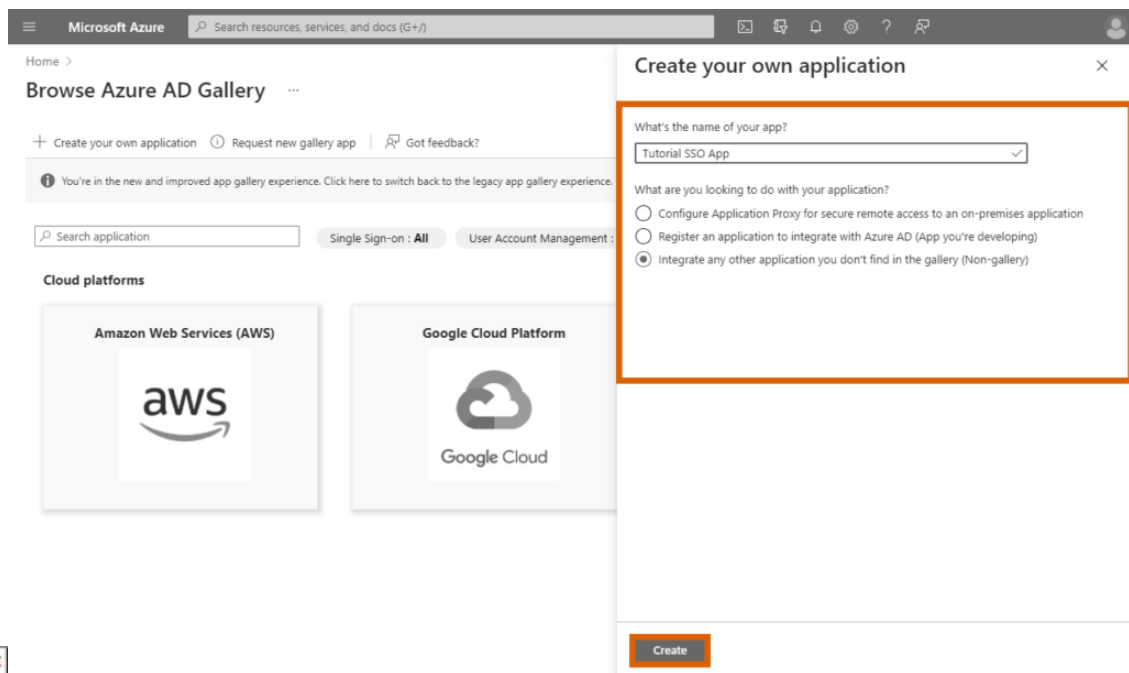 Microsoft Azure
Search resources, services, and docs (G+/)
Home >
Browse Azure AD Gallery ...
+ Create your own application
Request new gallery app
Got feedback?
You're in the new and improved app gallery experience. Click here to switch back to the legacy app gallery experience.
Search application
Single Sign-on : All
User Account Management :
Cloud platforms
Amazon Web Services (AWS)
aws
Google Cloud Platform
Google Cloud
Create your own application
What's the name of your app?
Tutorial SSO App
What are you looking to do with your application?
Configure Application Proxy for secure remote access to an on-premises application
Register an application to integrate with Azure AD (App you're developing)
Integrate any other application you don't find in the gallery (Non-gallery)
Create